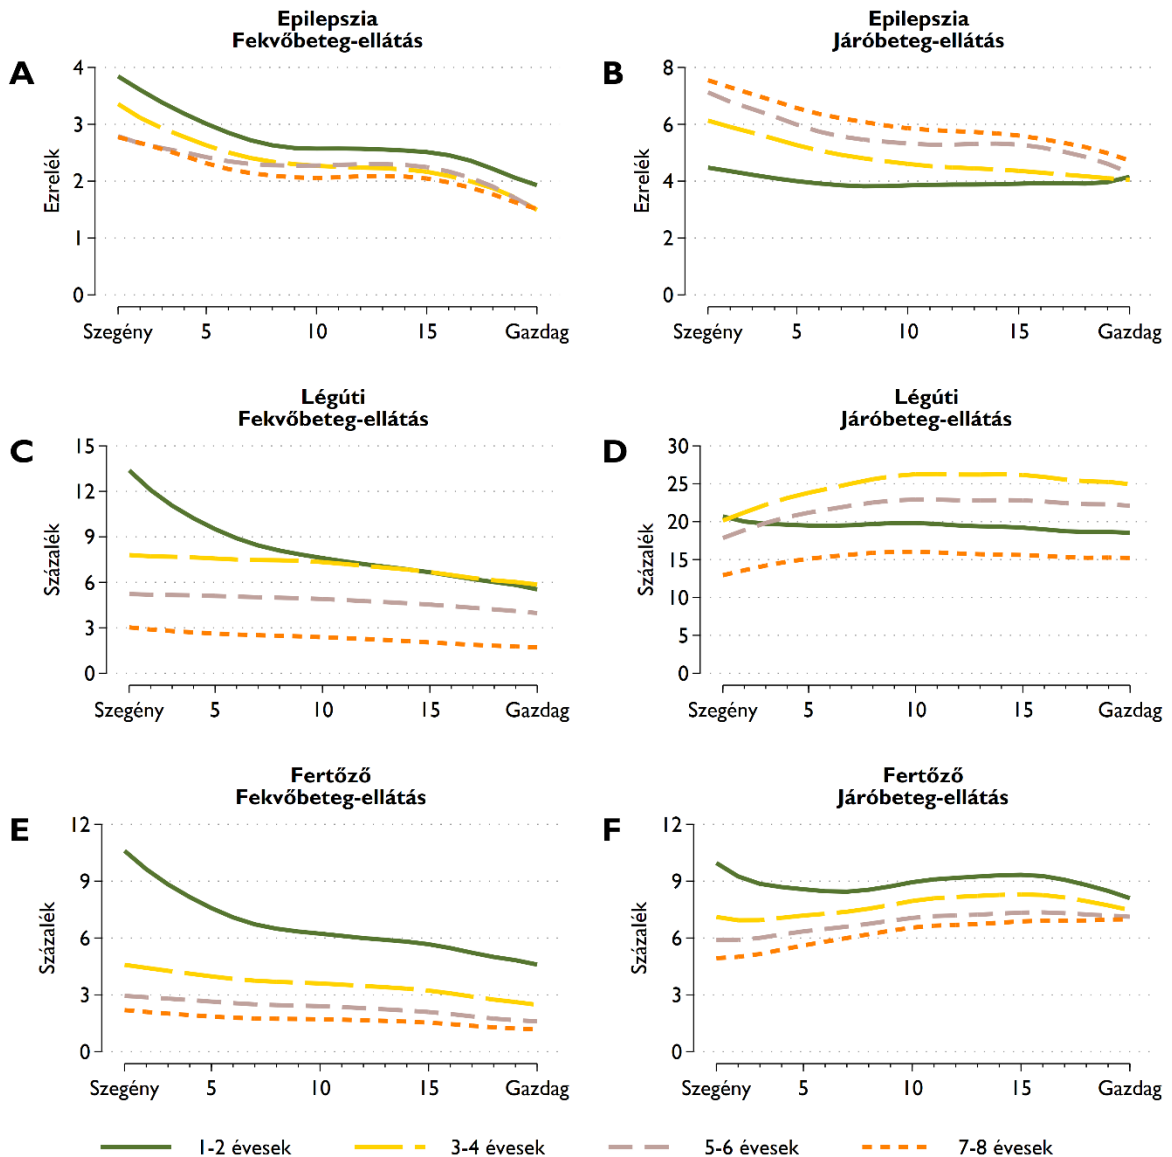 Epilepszia
Fekvőbeteg-ellátás
A
Ezrelék
4
3
2
1
0
Szegény 5 10 15 Gazdag
Epilepszia
Járóbeteg-ellátás
B
Ezrelék
8
6
4
2
0
Szegény 5 10 15 Gazdag
Légúti
Fekvőbeteg-ellátás
C
Százalék
15
12
9
6
3
0
Szegény 5 10 15 Gazdag
Légúti
Járóbeteg-ellátás
D
Százalék
30
25
20
15
10
5
0
Szegény 5 10 15 Gazdag
Fertőző
Fekvőbeteg-ellátás
E
Százalék
12
9
6
3
0
Szegény 5 10 15 Gazdag
Fertőző
Járóbeteg-ellátás
F
Százalék
12
9
6
3
0
Szegény 5 10 15 Gazdag
1-2 évesek 3-4 évesek 5-6 évesek 7-8 évesek